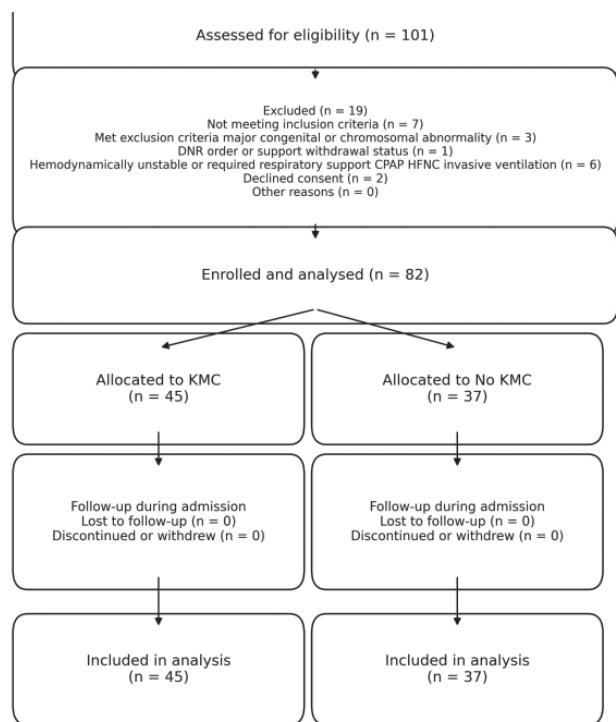 Assessed for eligibility (n = 101)
Excluded (n = 19)
Not meeting inclusion criteria (n = 7)
Met exclusion criteria major congenital or chromosomal abnormality (n = 3)
DNR order or support withdrawal status (n = 1)
Hemodynamically unstable or required respiratory support CPAP HFNC invasive ventilation (n = 6)
Declined consent (n = 2)
Other reasons (n = 0)
Enrolled and analysed (n = 82)
Allocated to KMC
(n = 45)
Allocated to No KMC
(n = 37)
Follow-up during admission
Lost to follow-up (n = 0)
Discontinued or withdrew (n = 0)
Follow-up during admission
Lost to follow-up (n = 0)
Discontinued or withdrew (n = 0)
Included in analysis
(n = 45)
Included in analysis
(n = 37)